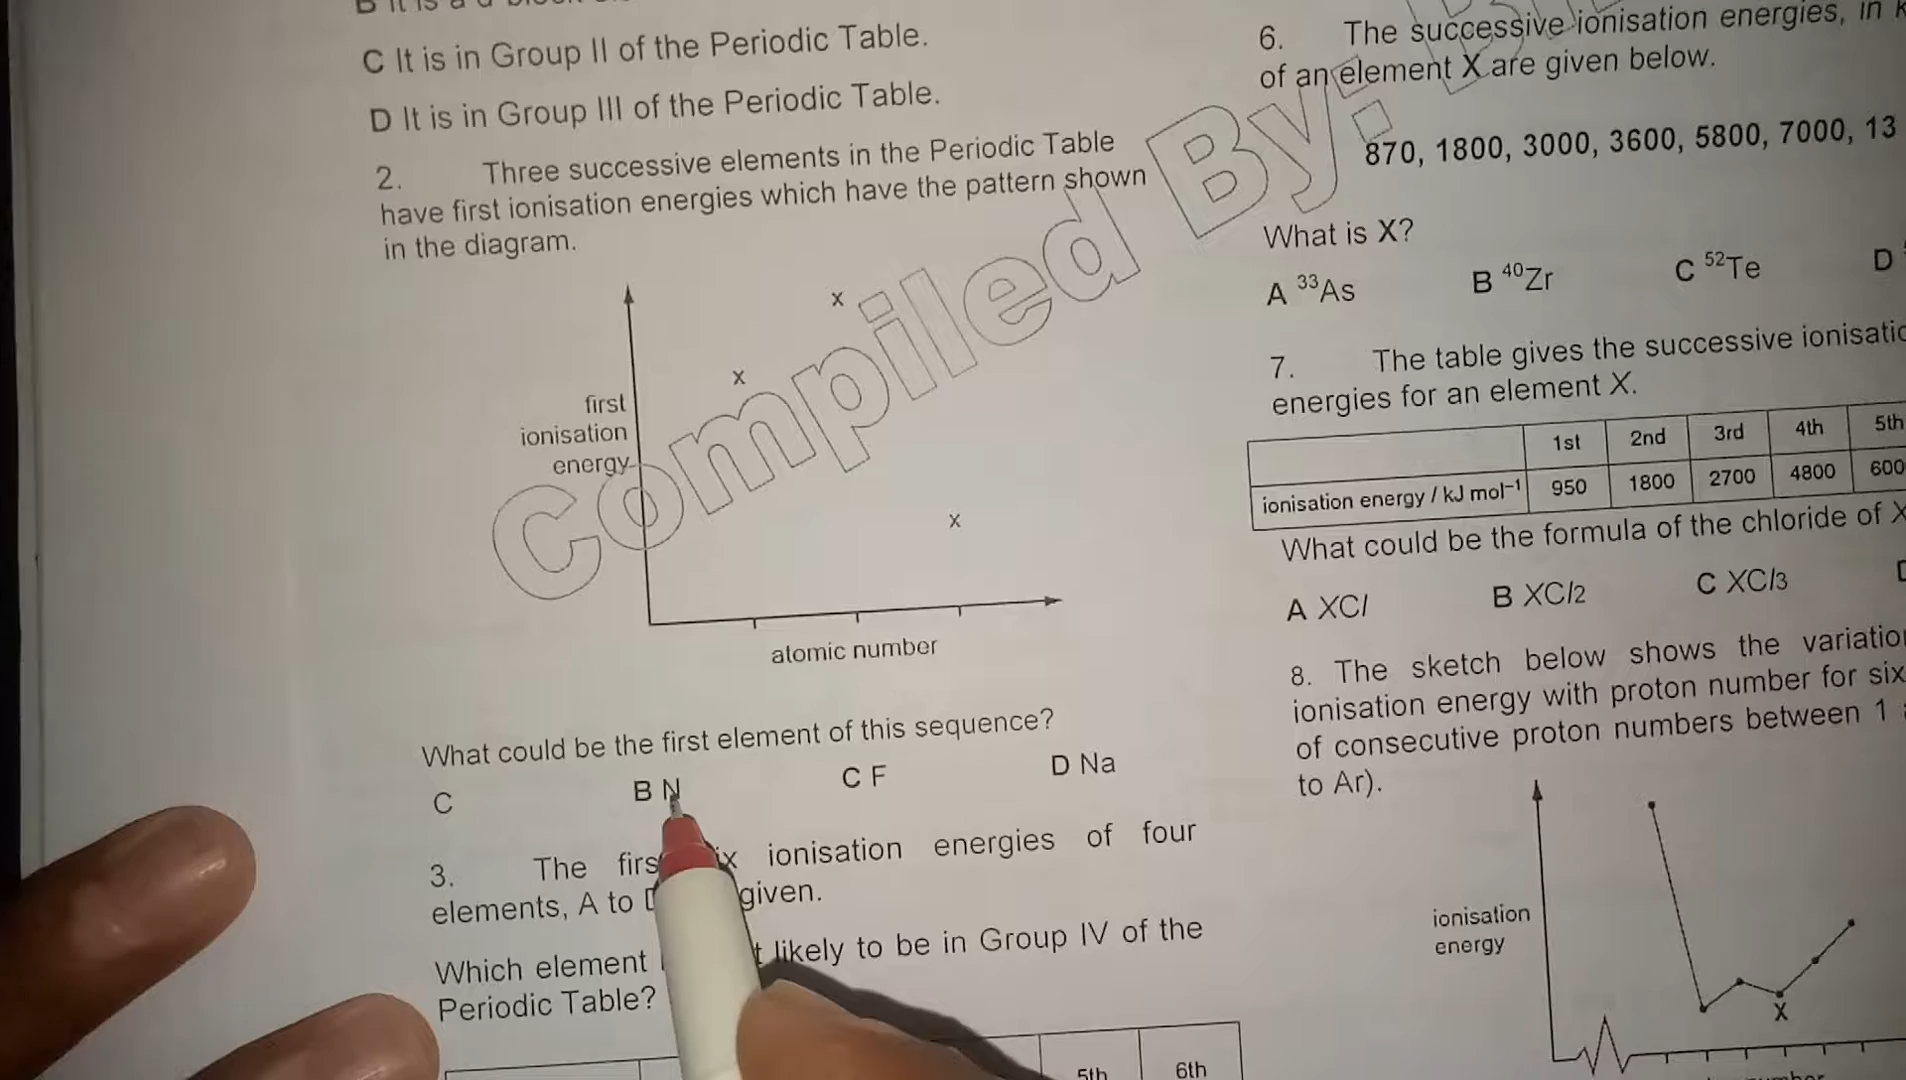 B It is a d-block
C It is in Group II of the Periodic Table.
D It is in Group III of the Periodic Table.
2. Three successive elements in the Periodic Table
have first ionisation energies which have the pattern shown
in the diagram.
x
x
first
ionisation
energy
x
atomic number
What could be the first element of this sequence?
C B N C F D Na
3. The first ionisation energies of four
elements, A to given.
Which element likely to be in Group IV of the
Periodic Table?
5th 6th
6. The successive ionisation energies, in
of an element X are given below.
870, 1800, 3000, 3600, 5800, 7000, 13
What is X?
A ³³As B ⁴⁰Zr C ⁵²Te D
7. The table gives the successive
energies for an element X.
1st 2nd 3rd 4th 5th
ionisation energy / kJ mol⁻¹ 950 1800 2700 4800 600
What could be the formula of the chloride of X
A XCl B XCl2 C XCl3
8. The sketch below shows the
ionisation energy with proton number for six
of consecutive proton numbers between 1
to Ar).
ionisation
energy
X
Compiled By: